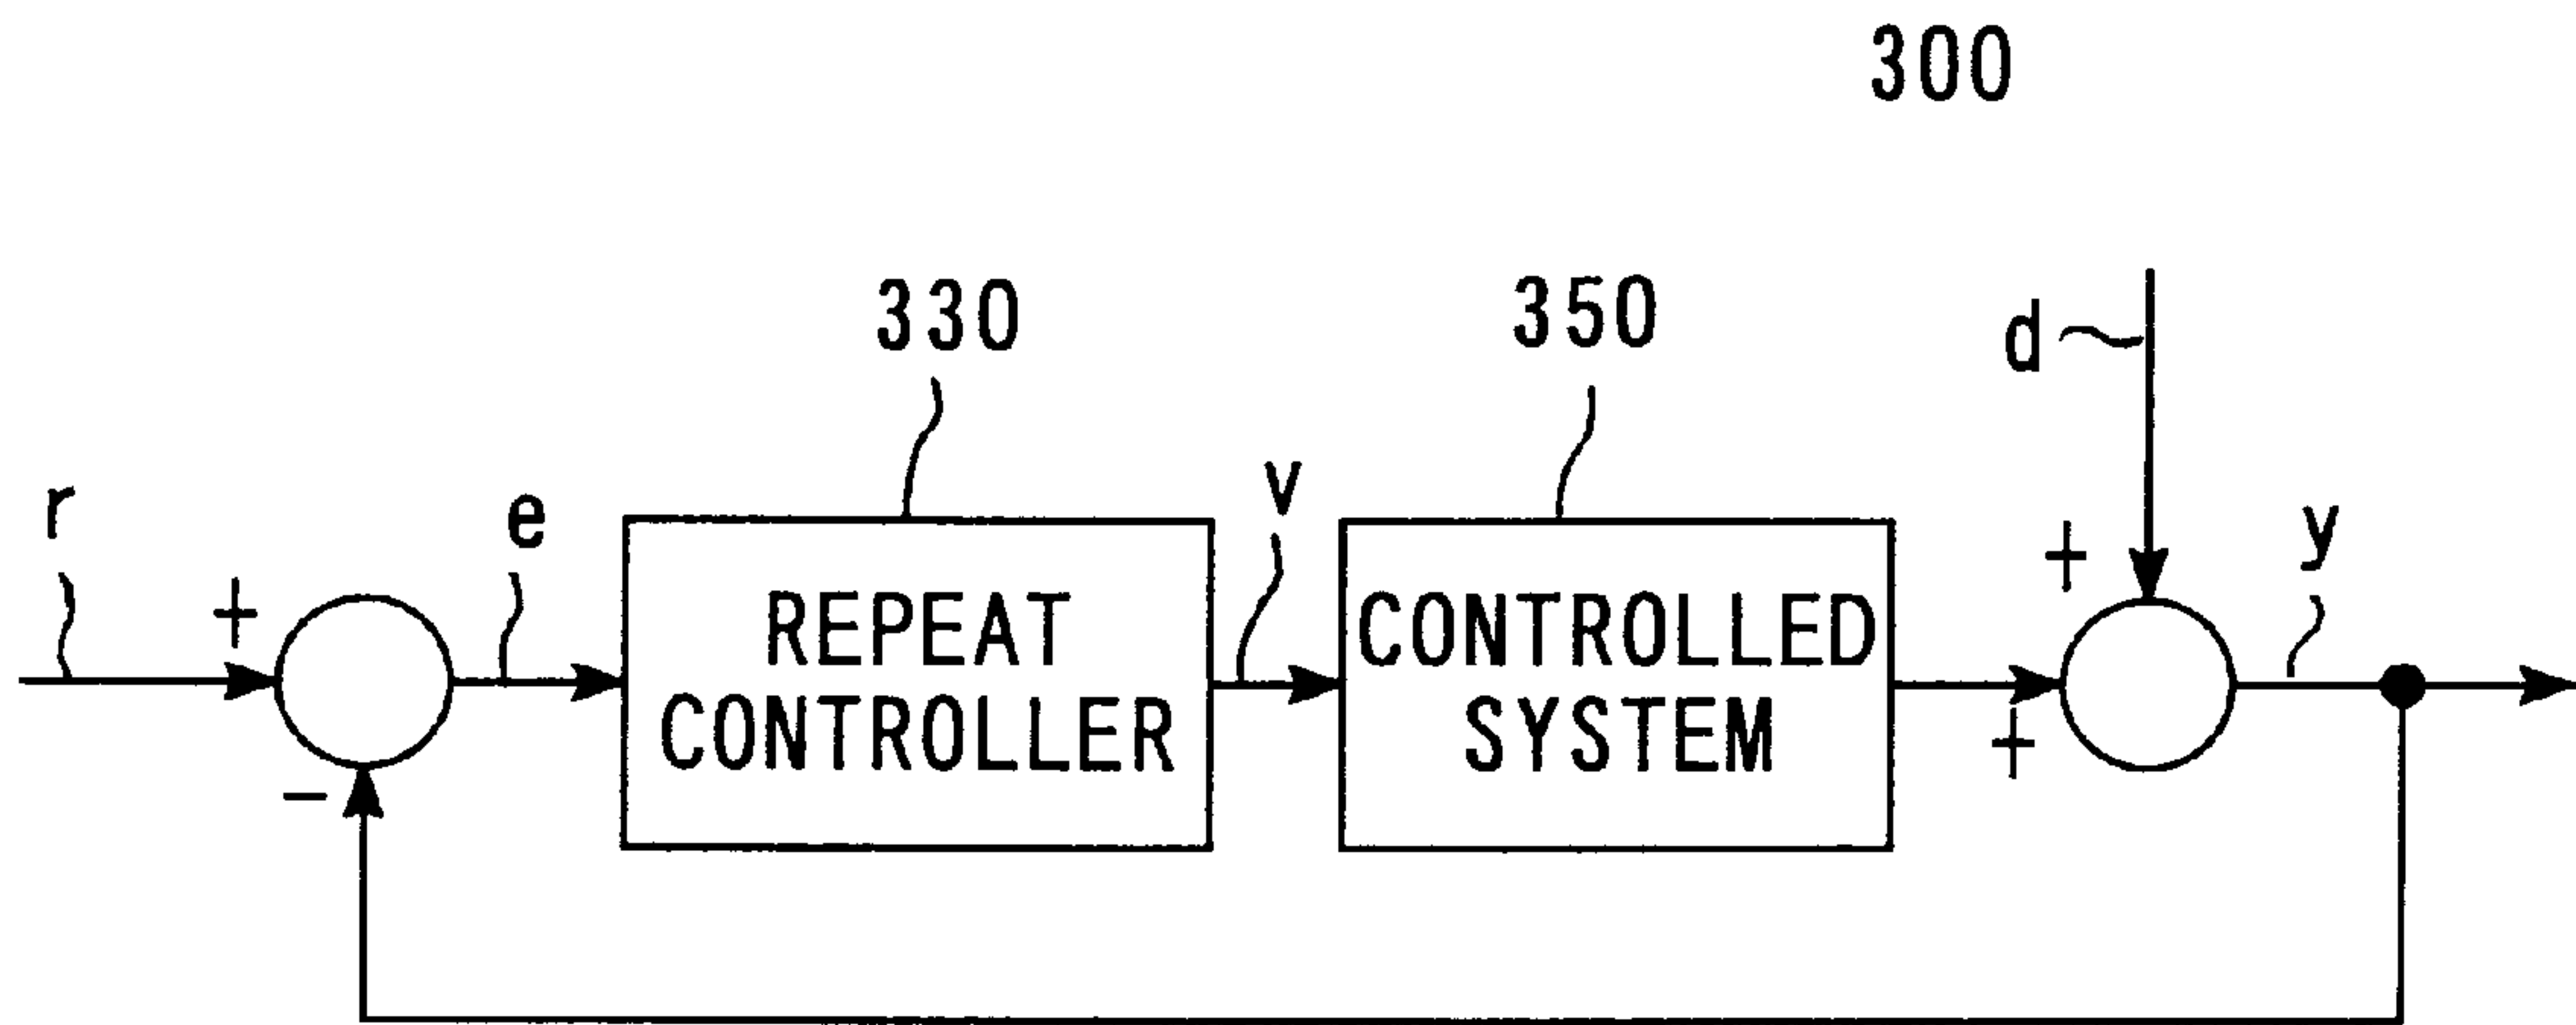 300
330
350
d
r
+
e
REPEAT
CONTROLLER
v
CONTROLLED
SYSTEM
+
+
y
-